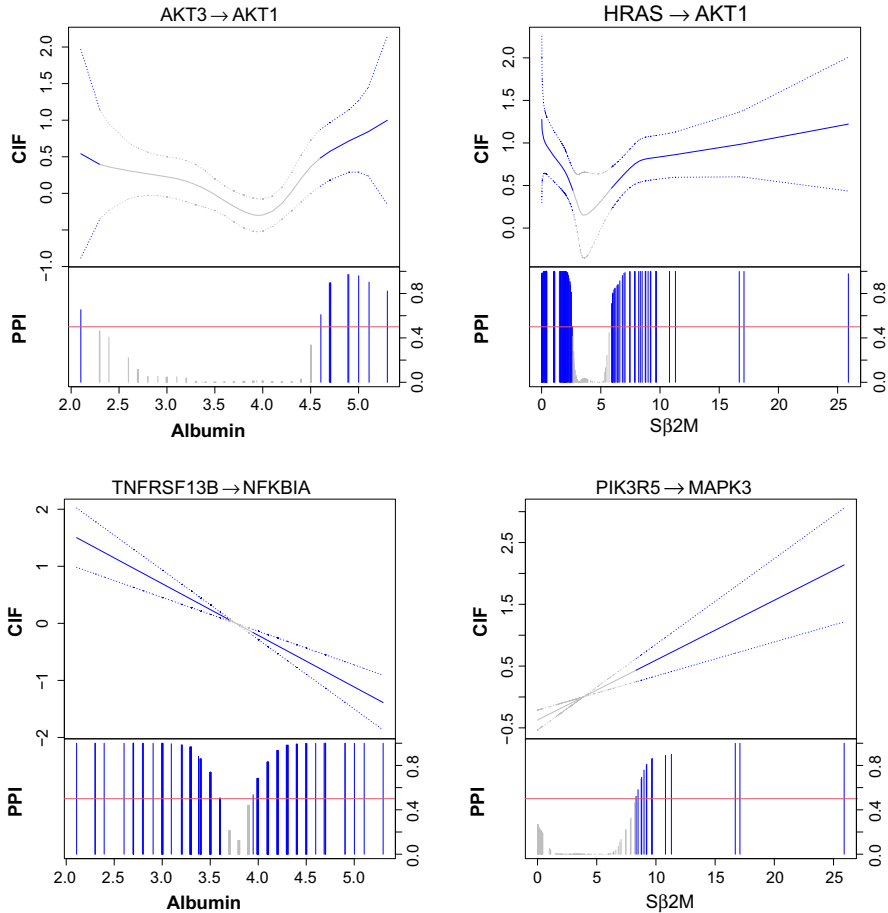 AKT3 → AKT1
CIF
2.0
1.5
1.0
0.5
0.0
−1.0
PPI
0.8
0.4
0.0
2.0 2.5 3.0 3.5 4.0 4.5 5.0
Albumin
HRAS → AKT1
CIF
2.0
1.5
1.0
0.5
0.0
PPI
0.8
0.4
0.0
0 5 10 15 20 25
Sβ2M
TNFRSF13B → NFKBIA
CIF
2
1
0
−1
−2
PPI
0.8
0.4
0.0
2.0 2.5 3.0 3.5 4.0 4.5 5.0
Albumin
PIK3R5 → MAPK3
CIF
2.5
1.5
0.5
−0.5
PPI
0.8
0.4
0.0
0 5 10 15 20 25
Sβ2M